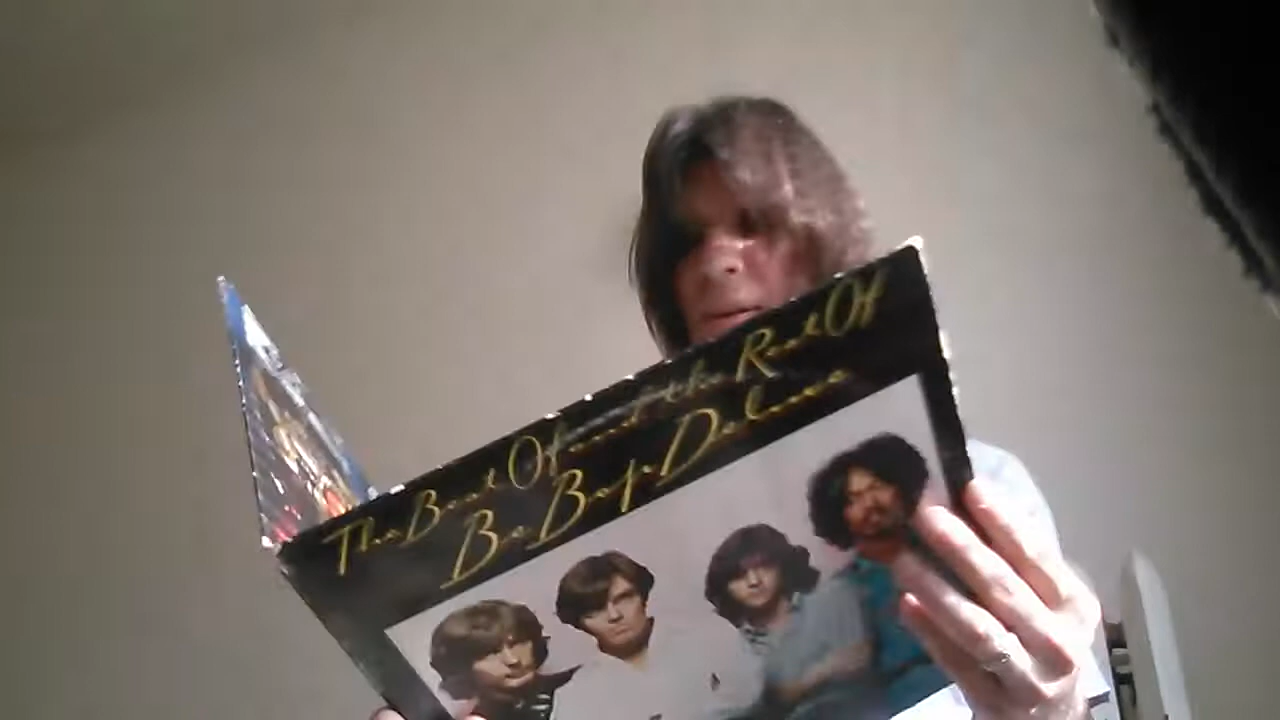 The Best Of and the Rest Of
Be Bop Deluxe